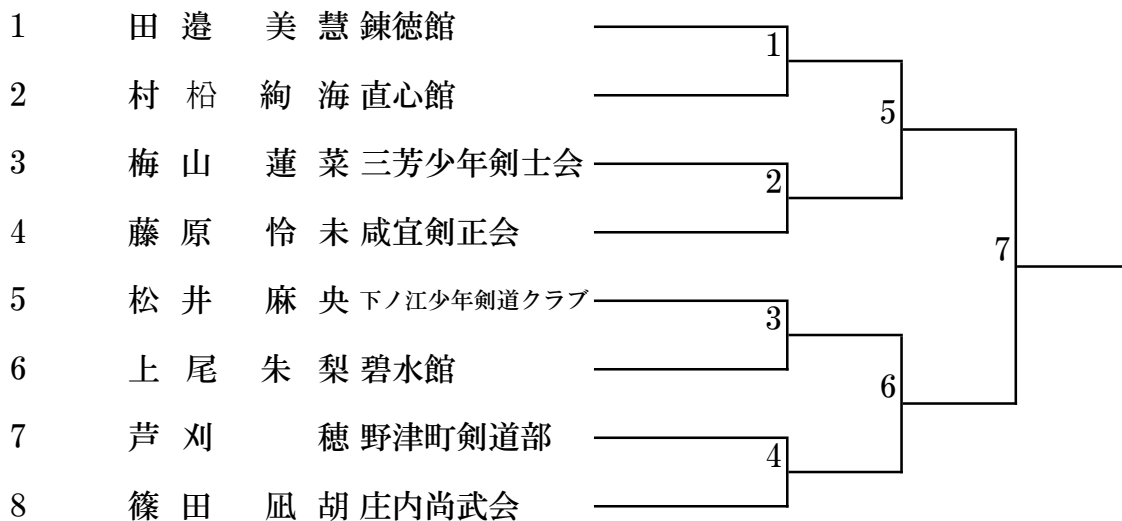 1 田邉 美慧 錬徳館
2 村枩 絢海 直心館
3 梅山 蓮菜 三芳少年剣士会
4 藤原 怜未 咸宜剣正会
5 松井 麻央 下ノ江少年剣道クラブ
6 上尾 朱梨 碧水館
7 芦刈 穂 野津町剣道部
8 篠田 凪胡 庄内尚武会
1
2
3
4
5
6
7